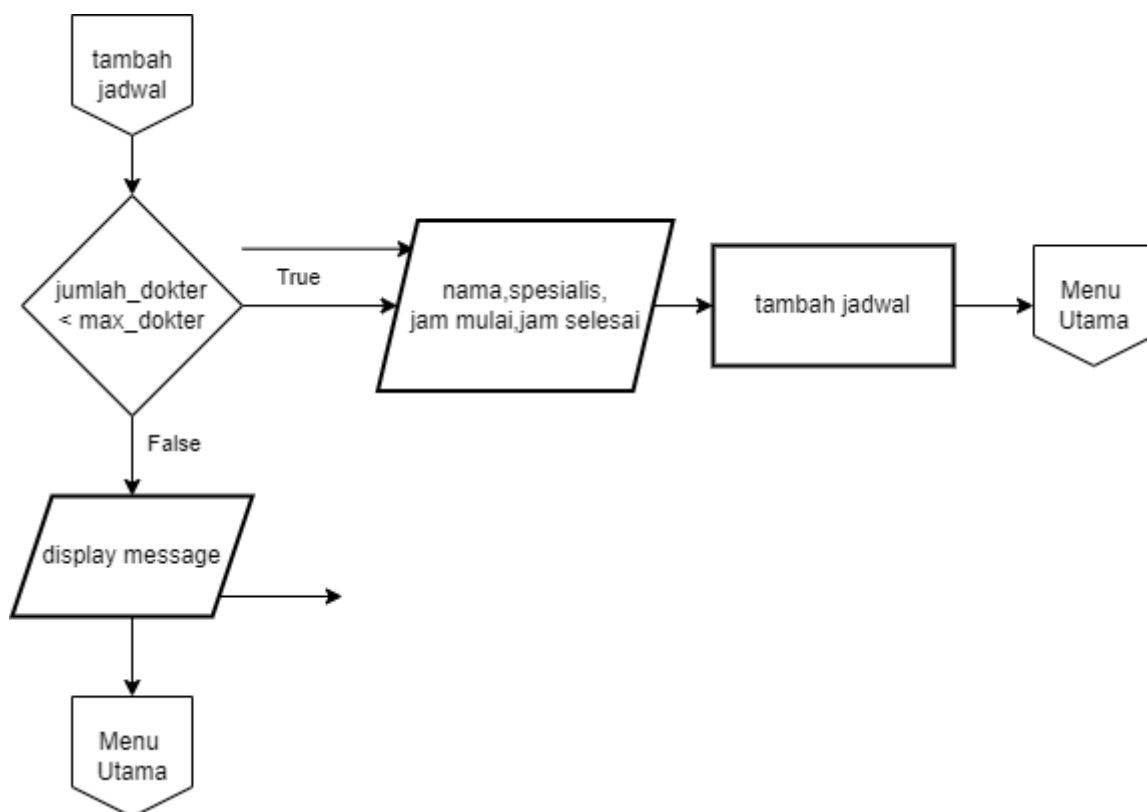 tambah
jadwal
jumlah_dokter
< max_dokter
True
nama,spesialis,
jam mulai,jam selesai
tambah jadwal
Menu
Utama
False
display message
Menu
Utama